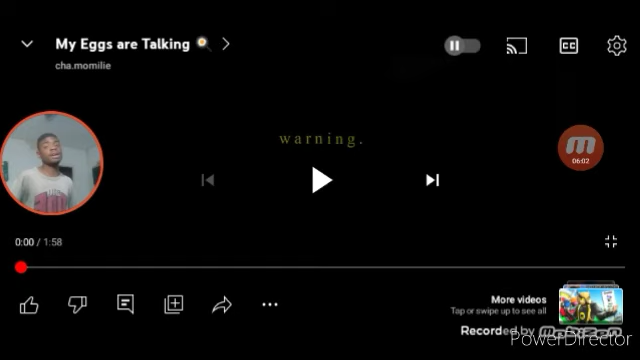 My Eggs are Talking
cha.momilie
CC
warning.
06:02
0:00 / 1:58
More videos
Tap or swipe up to see all
Recorded by
PowerDirector